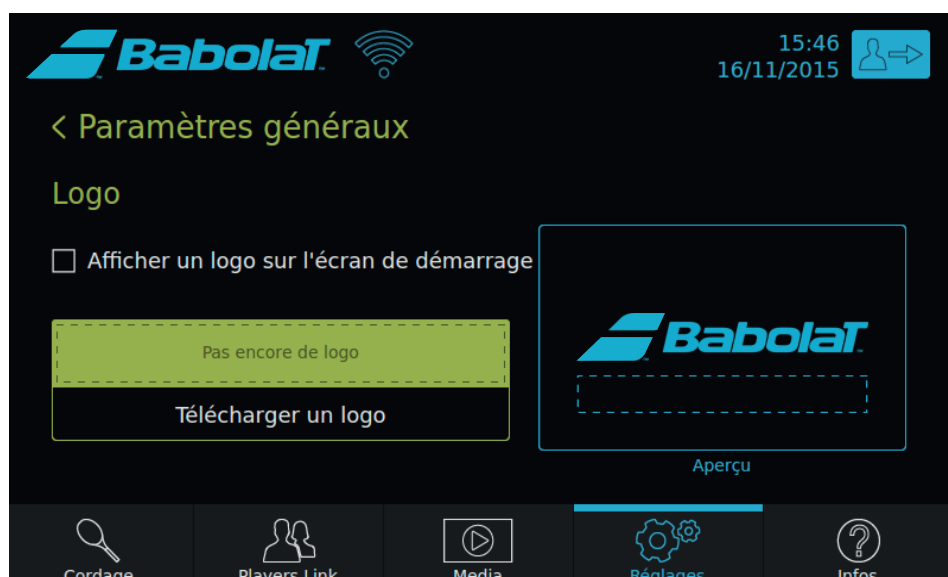 Babolat
15:46
16/11/2015
< Paramètres généraux
Logo
Afficher un logo sur l'écran de démarrage
Pas encore de logo
Télécharger un logo
Babolat
Aperçu
Cordage
Players Link
Media
Réglages
Infos